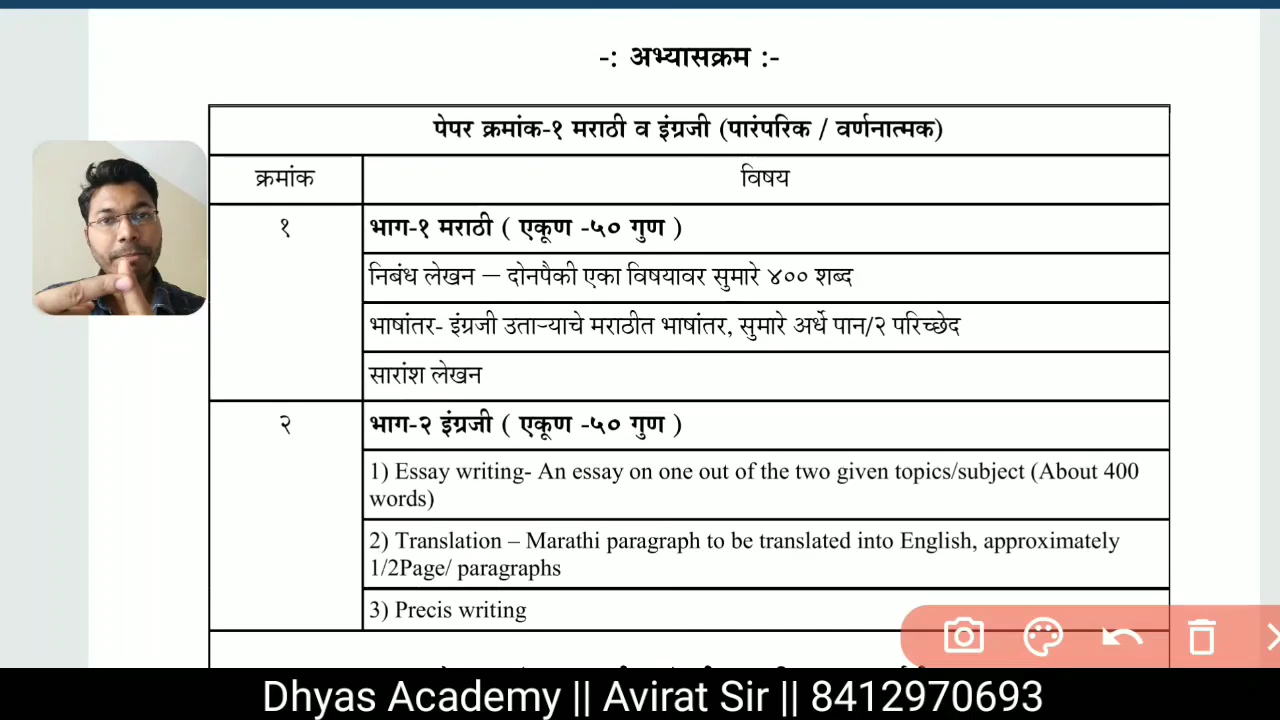 -: अभ्यासक्रम :-
पेपर क्रमांक-१ मराठी व इंग्रजी (पारंपरिक / वर्णनात्मक)
क्रमांक
विषय
१
भाग-१ मराठी ( एकूण -५० गुण )
निबंध लेखन – दोनपैकी एका विषयावर सुमारे ४०० शब्द
भाषांतर- इंग्रजी उताऱ्याचे मराठीत भाषांतर, सुमारे अर्धे पान/२ परिच्छेद
सारांश लेखन
२
भाग-२ इंग्रजी ( एकूण -५० गुण )
1) Essay writing- An essay on one out of the two given topics/subject (About 400
words)
2) Translation – Marathi paragraph to be translated into English, approximately
1/2Page/ paragraphs
3) Precis writing
Dhyas Academy || Avirat Sir || 8412970693